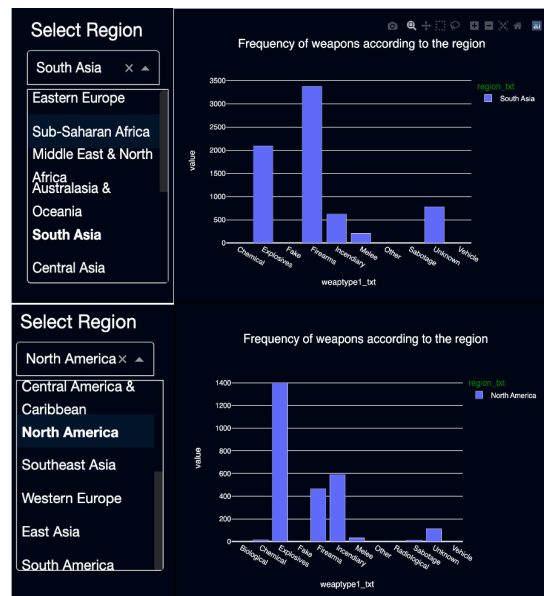 Select Region
South Asia
Eastern Europe
Sub-Saharan Africa
Middle East & North
Africa
Australasia &
Oceania
South Asia
Central Asia
Frequency of weapons according to the region
region_txt
South Asia
value
3500
3000
2500
2000
1500
1000
500
0
Chemical
Explosives
Fake
Firearms
Incendiary
Melee
Other
Sabotage
Unknown
Vehicle
weaptype1_txt
Select Region
North America
Central America &
Caribbean
North America
Southeast Asia
Western Europe
East Asia
South America
Frequency of weapons according to the region
region_txt
North America
value
1400
1200
1000
800
600
400
200
0
Biological
Chemical
Explosives
Fake
Firearms
Incendiary
Melee
Other
Radiological
Sabotage
Unknown
Vehicle
weaptype1_txt